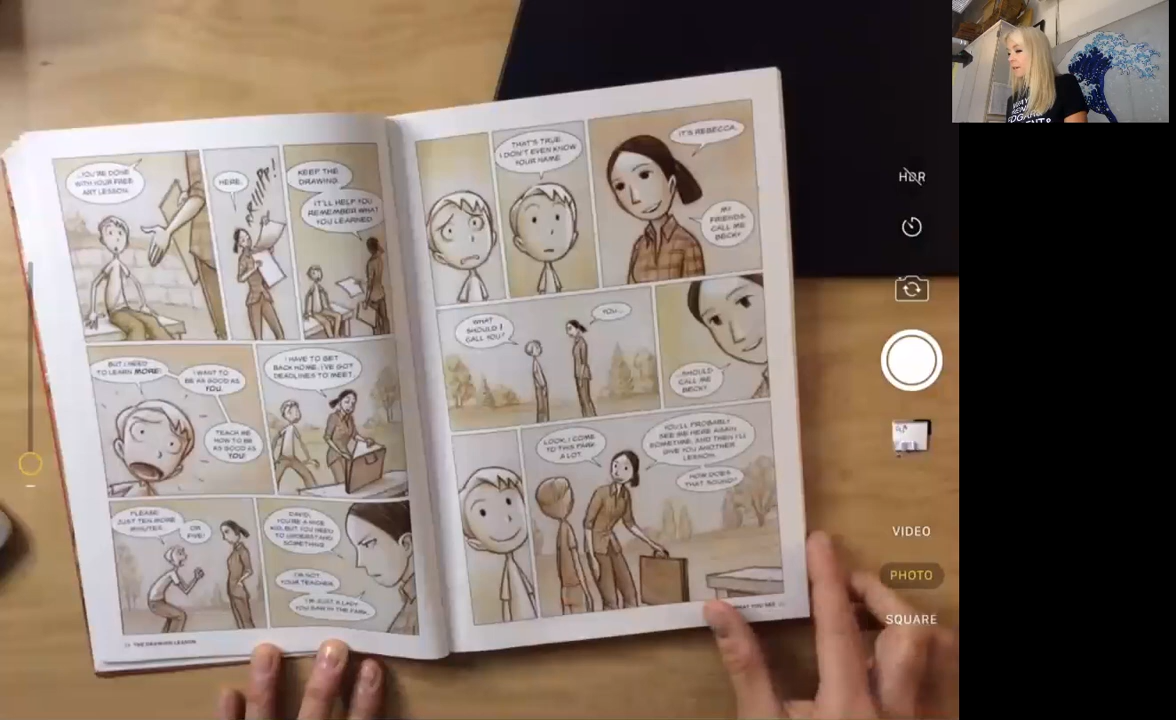 ...YOU'RE DONE
WITH YOUR FREE
ART LESSON.
HERE.
RRRIPP!
KEEP THE
DRAWING.
IT'LL HELP YOU
REMEMBER WHAT
YOU LEARNED.
BUT I NEED
TO LEARN MORE!
I WANT TO
BE AS GOOD AS
YOU.
TEACH ME
HOW TO BE
AS GOOD AS
YOU!
I HAVE TO GET
BACK HOME. I'VE GOT
DEADLINES TO MEET.
PLEASE.
JUST TEN MORE
MINUTES.
OR
FIVE!
DAVID,
YOU'RE A NICE
KID, BUT YOU NEED
TO UNDERSTAND
SOMETHING.
I'M NOT
YOUR TEACHER.
I'M JUST A LADY
YOU SAW IN THE PARK.
THE DRAWING LESSON
THAT'S TRUE.
I DON'T EVEN KNOW
YOUR NAME.
IT'S REBECCA.
MY
FRIENDS
CALL ME
BECKY.
WHAT
SHOULD I
CALL YOU?
YOU...
SHOULD
CALL ME
BECKY.
LOOK, I COME
TO THIS PARK
A LOT.
YOU'LL PROBABLY
SEE ME HERE AGAIN
SOMETIME, AND THEN I'LL
GIVE YOU ANOTHER
LESSON.
HOW DOES
THAT SOUND?
WHAT YOU SEE
HDR
VIDEO
PHOTO
SQUARE